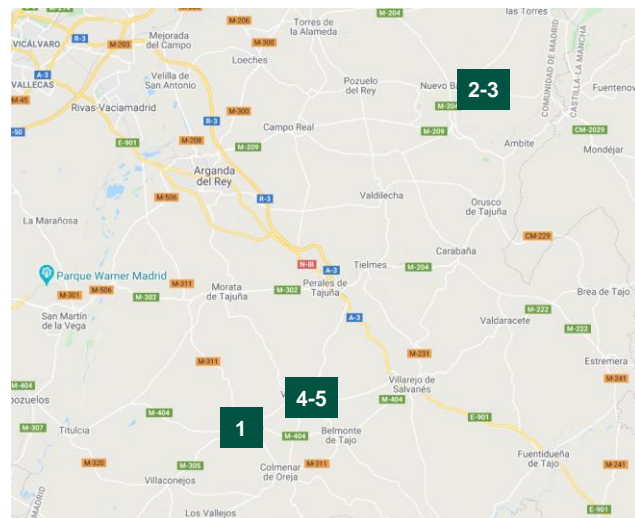 M-206
Torres de
la Alameda
M-204
las Torres
R-3
VICÁLVARO
M-203
Mejorada
del Campo
M-300
Loeches
COMUNIDAD DE MADRID
CASTILLA-LA MANCHA
A-3
VALLECAS
M-45
Velilla de
San Antonio
Pozuelo
del Rey
Nuevo Ba
2-3
M-204
Fuentenov
Rivas-Vaciamadrid
M-300
R-3
Campo Real
M-209
CM-2029
-50
E-901
M-208
M-209
Ambite
Mondéjar
Arganda
del Rey
M-506
R-3
Valdilecha
Orusco
de Tajuña
La Marañosa
CM-229
N-III
A-3
Tielmes
M-204
Carabaña
Parque Warner Madrid
M-301
M-506
M-302
M-311
Morata
de Tajuña
M-302
Perales de
Tajuña
Brea de Tajo
San Martín
de la Vega
A-3
Valdaracete
M-222
M-222
M-311
M-231
Estremera
M-241
M-404
pozuelos
4-5
V
Villarejo de
Salvanés
M-404
M-307
Titulcia
M-404
1
M-404
Belmonte
de Tajo
E-901
M-320
M-305
Colmenar
de Oreja
M-311
Fuentidueña
de Tajo
M-241
Villaconejos
MADRID
Los Vallejos
E-901